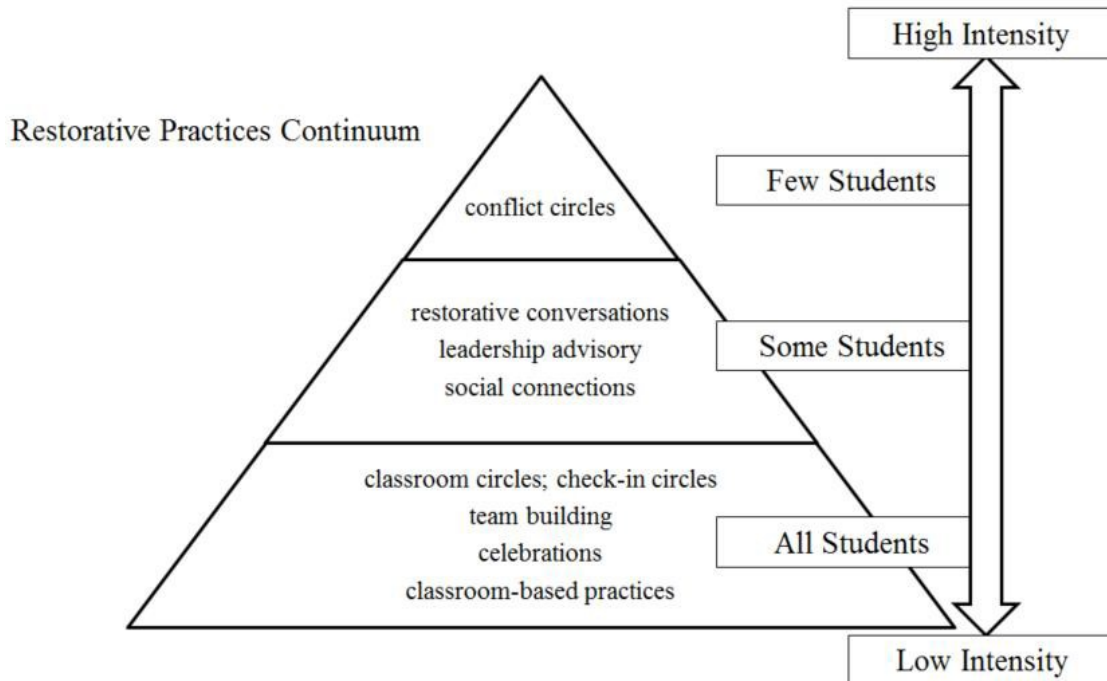 High Intensity
Restorative Practices Continuum
Few Students
conflict circles
restorative conversations
leadership advisory
social connections
Some Students
classroom circles; check-in circles
team building
celebrations
classroom-based practices
All Students
Low Intensity